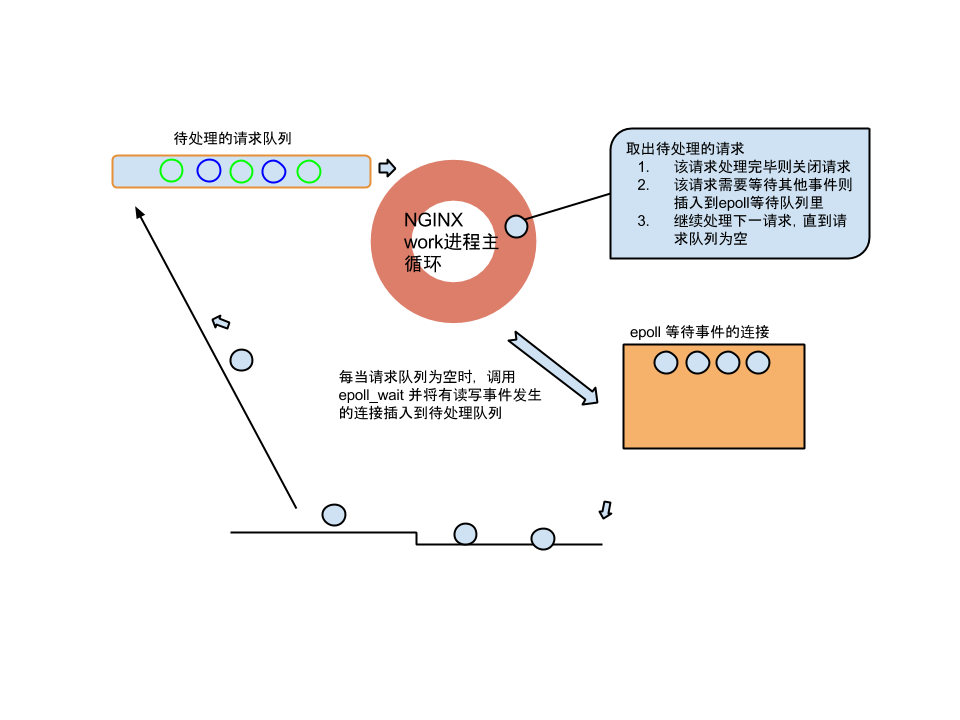 待处理的请求队列
取出待处理的请求
1. 该请求处理完毕则关闭请求
2. 该请求需要等待其他事件则
插入到epoll等待队列里
3. 继续处理下一请求, 直到请
求队列为空
NGINX
work进程主
循环
epoll 等待事件的连接
每当请求队列为空时, 调用
epoll_wait 并将有读写事件发生
的连接插入到待处理队列